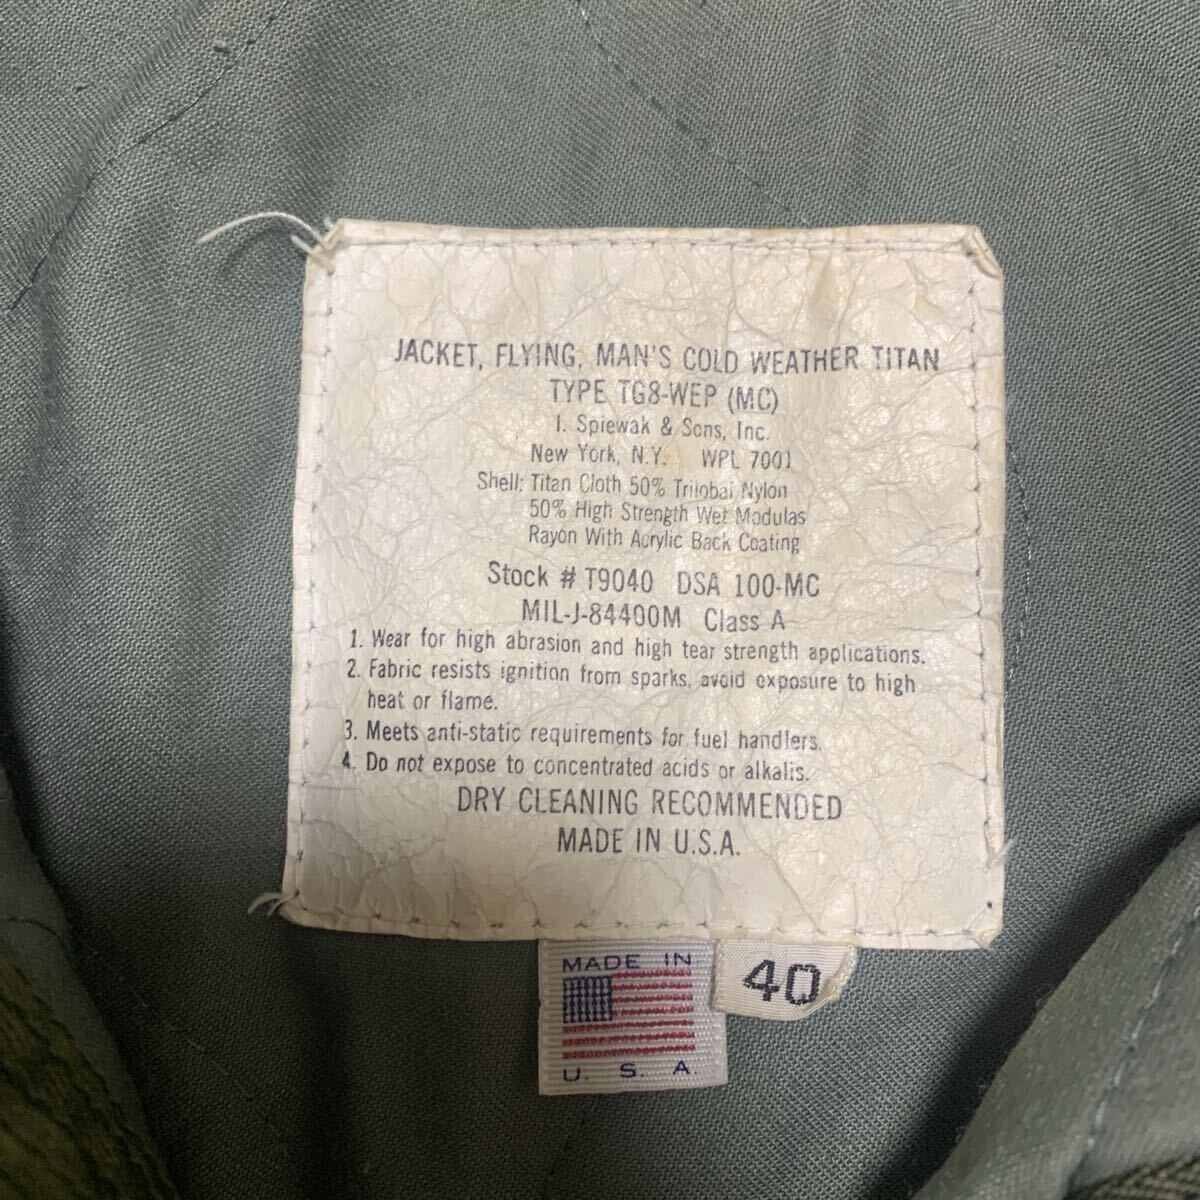 JACKET, FLYING, MAN'S COLD WEATHER TITAN
TYPE TG8-WEP (MC)
I. Spiewak & Sons, Inc.
New York, N.Y. WPL 7001
Shell: Titan Cloth 50% Trilobal Nylon
50% High Strength Wet Modulas
Rayon With Acrylic Back Coating
Stock # T9040 DSA 100-MC
MIL-J-84400M Class A
1. Wear for high abrasion and high tear strength applications.
2. Fabric resists ignition from sparks, avoid exposure to high
heat or flame.
3. Meets anti-static requirements for fuel handlers.
4. Do not expose to concentrated acids or alkalis.
DRY CLEANING RECOMMENDED
MADE IN U.S.A.
MADE IN
U. S. A.
40